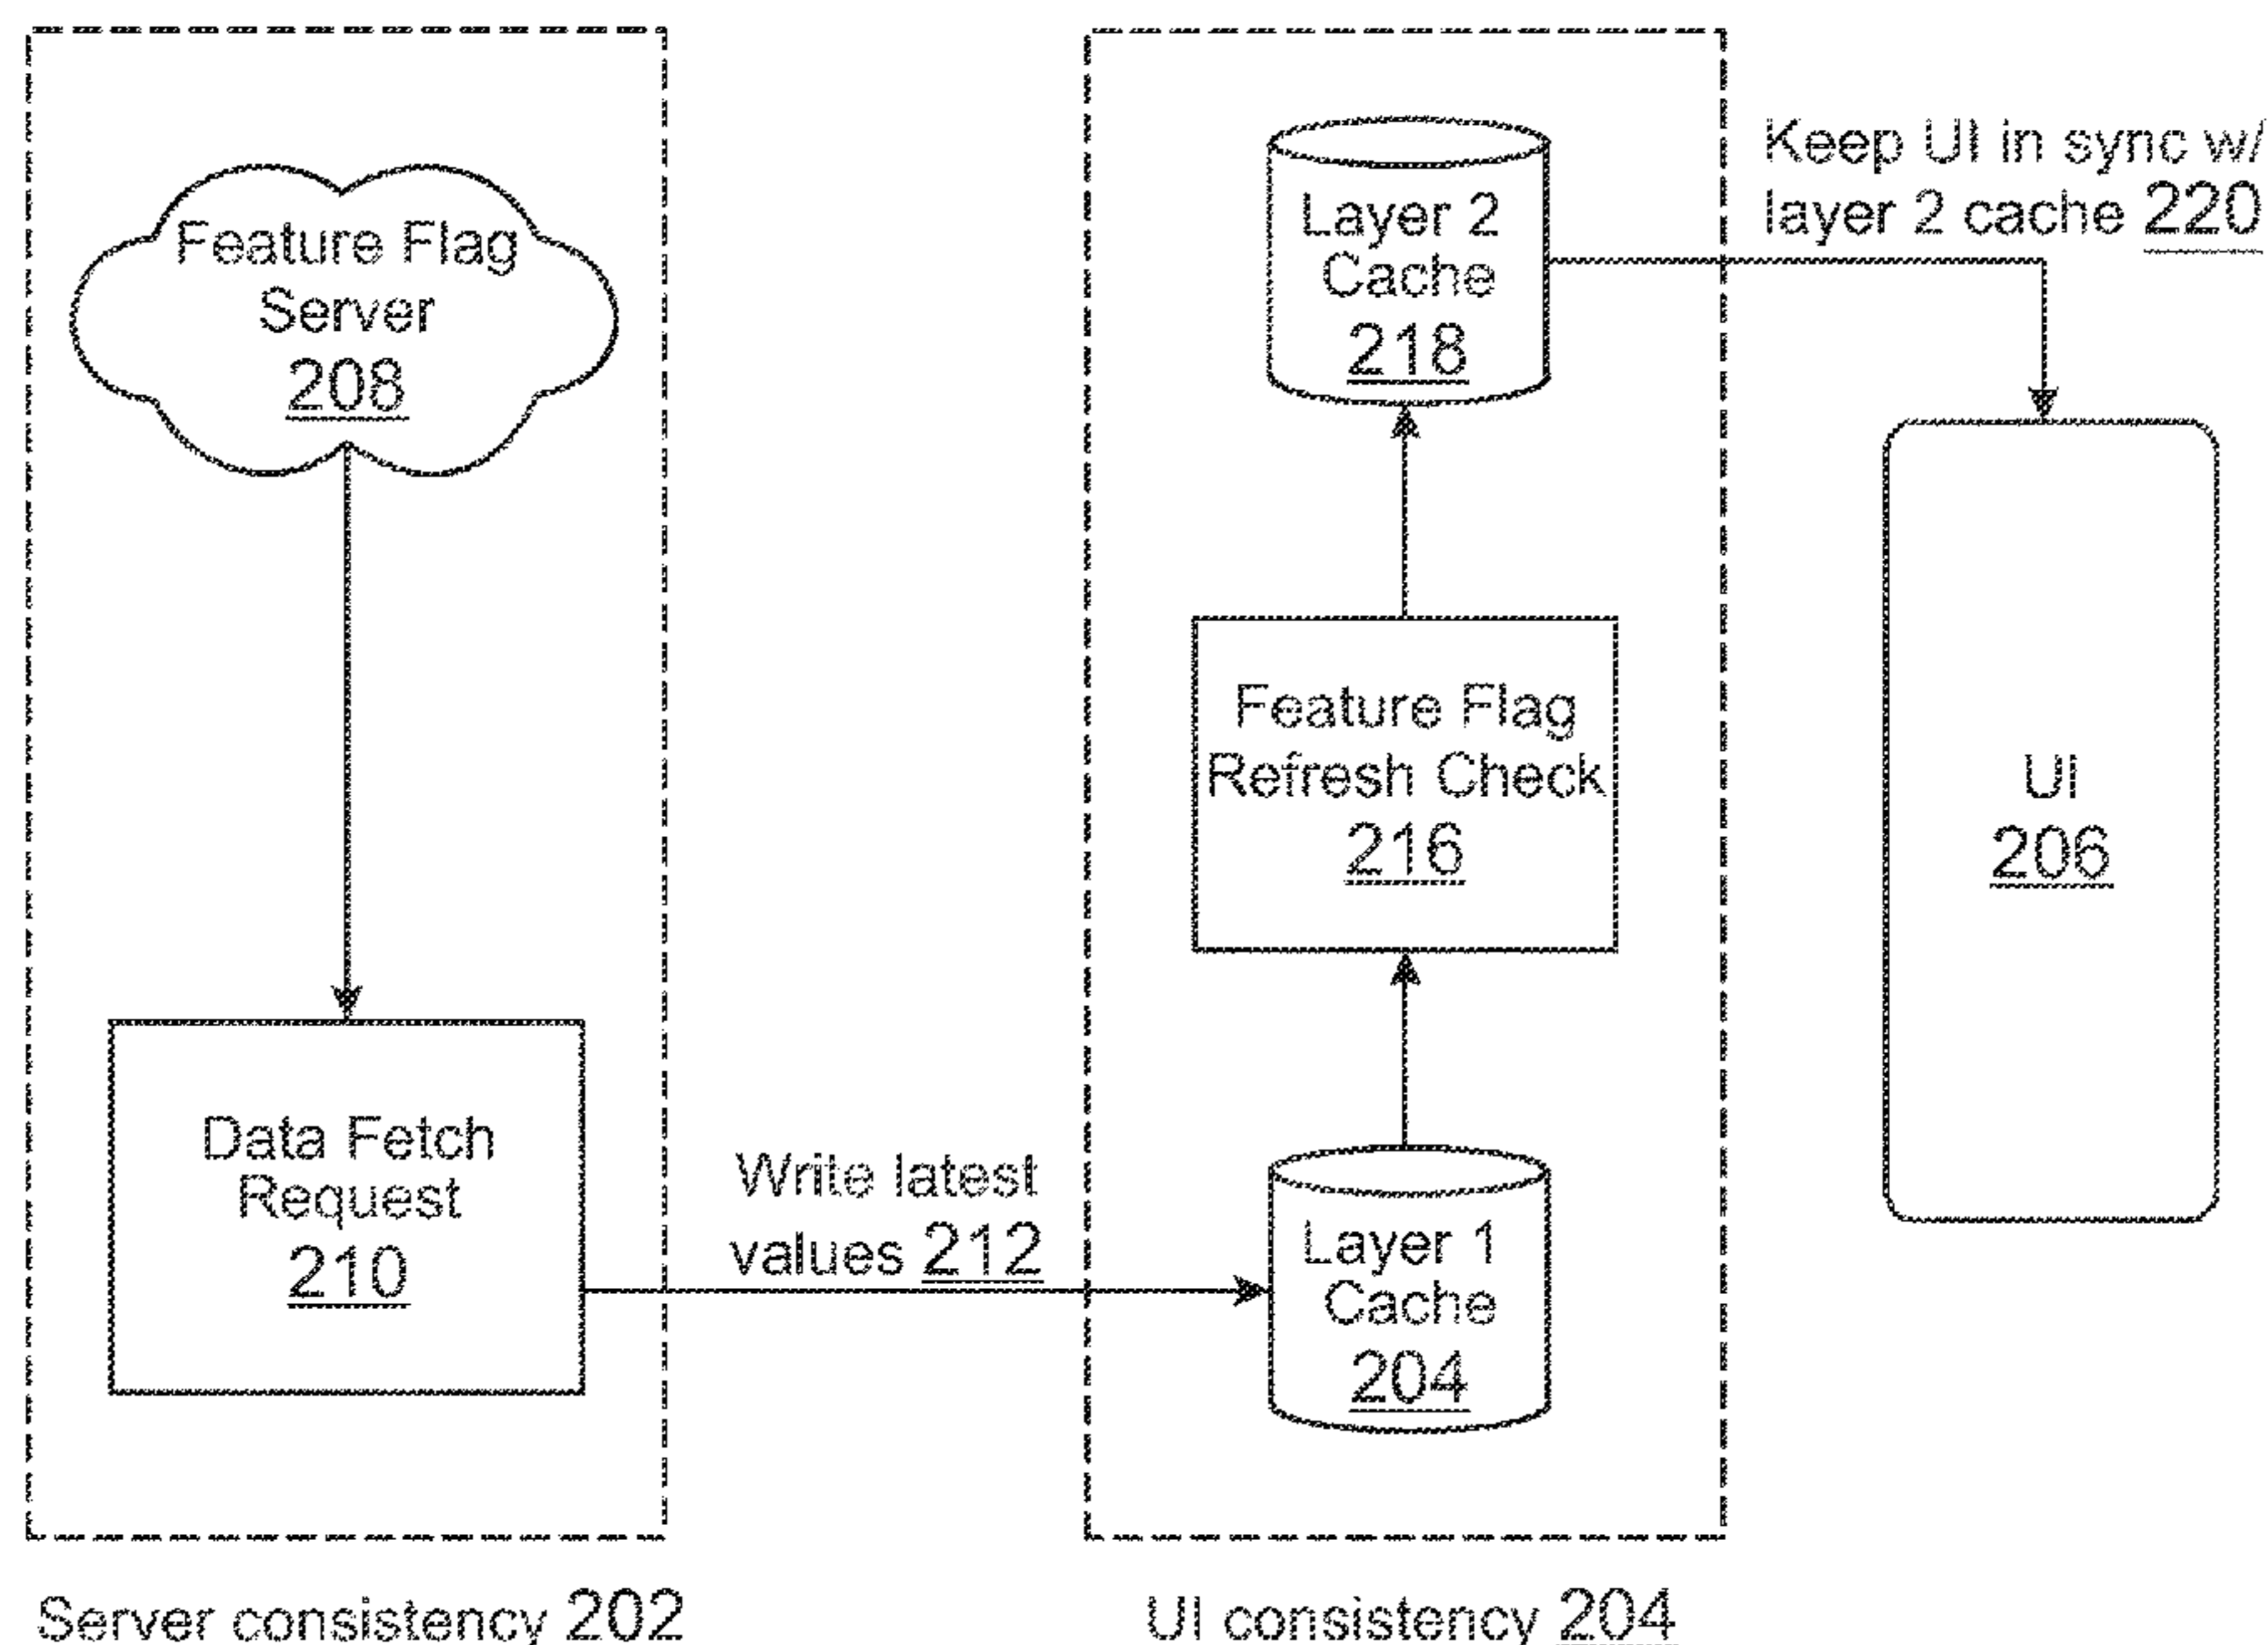 Feature Flag
Server
208
Data Fetch
Request
210
Server consistency 202
Write latest
values 212
Layer 2
Cache
218
Feature Flag
Refresh Check
216
Layer 1
Cache
204
UI consistency 204
Keep UI in sync w/
layer 2 cache 220
UI
206